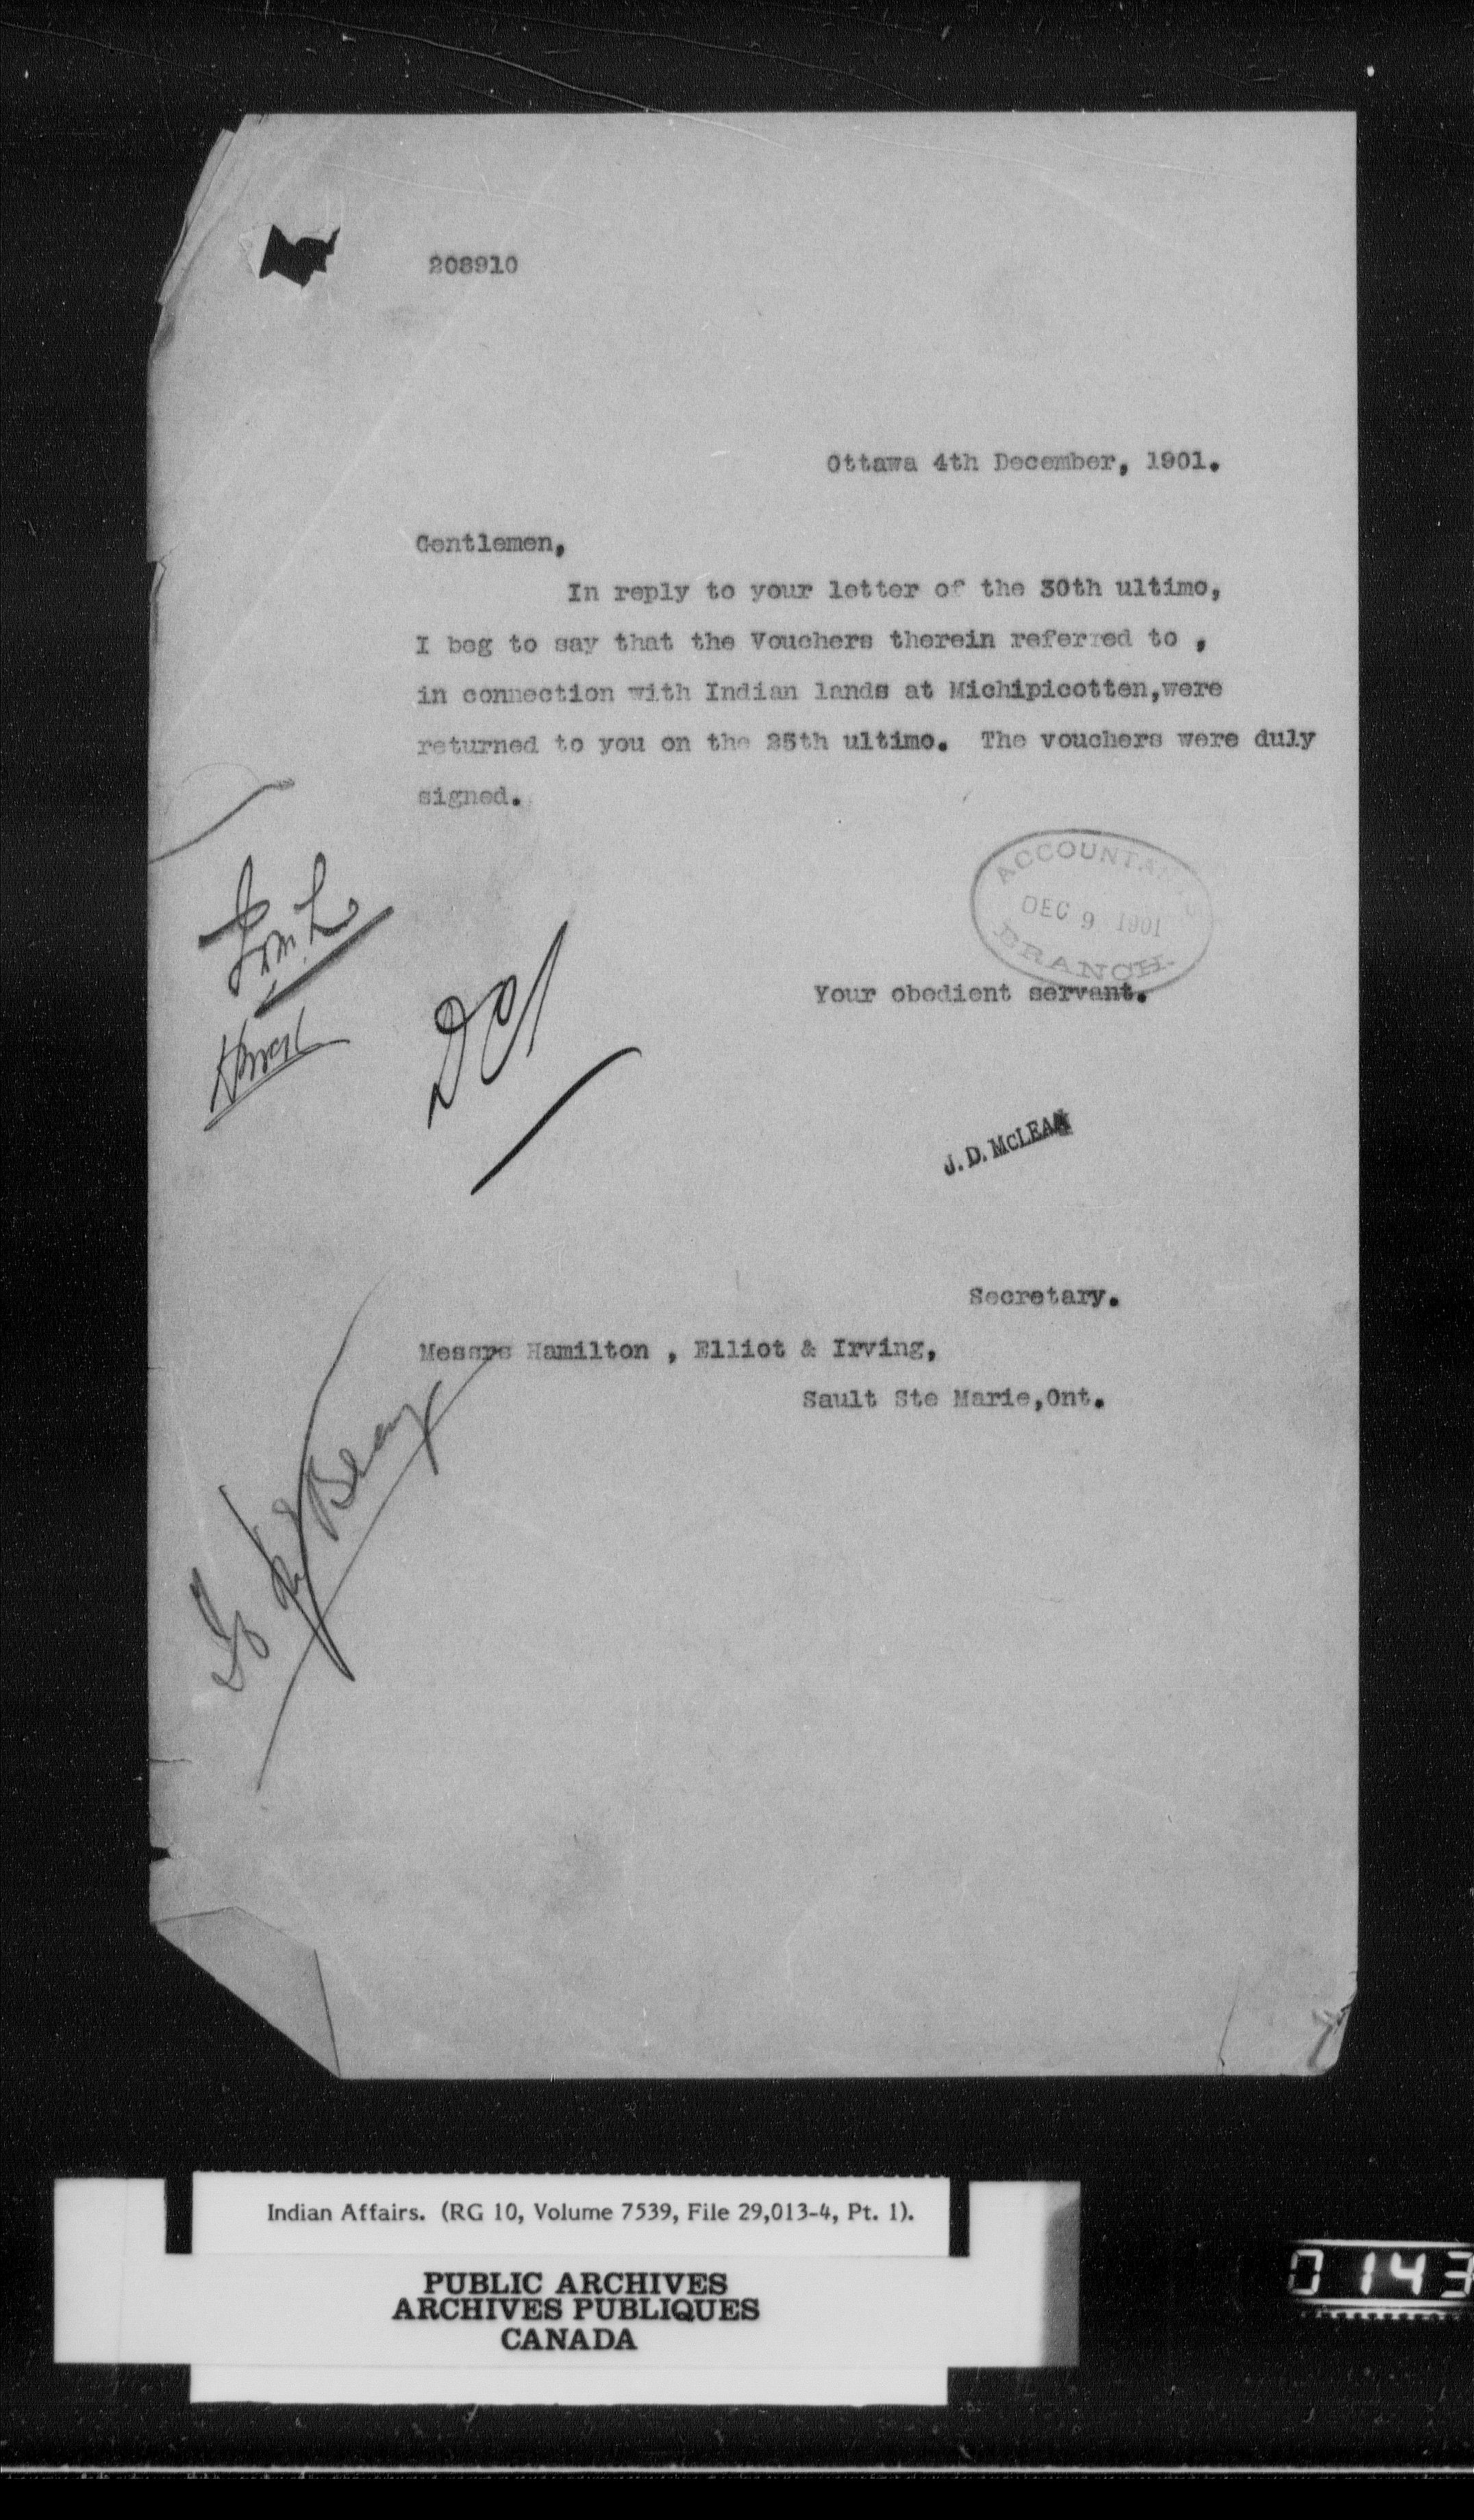 208910
Ottawa 4th December, 1901.
Gentlemen,
In reply to your letter of the 30th ultimo,
I beg to say that the Vouchers therein referred to ,
in connection with Indian lands at Michipicotten,were
returned to you on the 25th ultimo. The vouchers were duly
signed.
ACCOUNTANT'S
DEC 9 1901
BRANCH.
Your obedient servant.
J. D. McLEAN
Secretary.
Messrs Hamilton , Elliot & Irving,
Sault Ste Marie,Ont.
Indian Affairs. (RG 10, Volume 7539, File 29,013-4, Pt. 1).
PUBLIC ARCHIVES
ARCHIVES PUBLIQUES
CANADA
0143